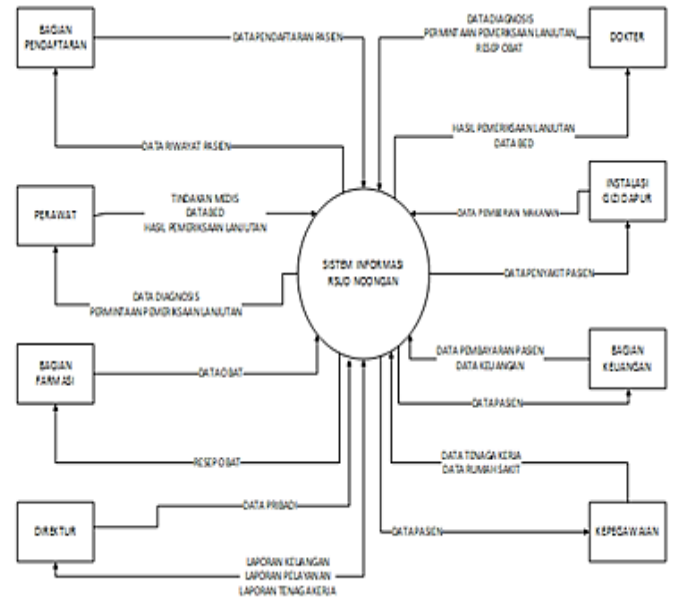 BAGIAN
PENDAFTARAN
DATA PENDAFTARAN PASIEN
DATA RIWAYAT PASIEN
DATA DIAGNOSIS
PERMINTAAN PEMERIKSAAN LANJUTAN
RESEP OBAT
DOKTER
HASIL PEMERIKSAAN LANJUTAN
DATA BED
PERAWAT
TINDAKAN MEDIS
DATA BED
HASIL PEMERIKSAAN LANJUTAN
DATA DIAGNOSIS
PERMINTAAN PEMERIKSAAN LANJUTAN
SISTEM INFORMASI
RSUD NOONGAN
INSTALASI
GIZI DAPUR
DATA PEMBERIAN MAKANAN
DATA PENYAKIT PASIEN
BAGIAN
FARMASI
DATA OBAT
RESEP OBAT
DATA PEMBAYARAN PASIEN
DATA KEUANGAN
BAGIAN
KEUANGAN
DATA PASIEN
DIREKTUR
DATA PRIBADI
LAPORAN KEUANGAN
LAPORAN PELAYANAN
LAPORAN TENAGA KERJA
DATA TENAGA KERJA
DATA RUMAH SAKIT
DATA PASIEN
KEPEGAWAIAN